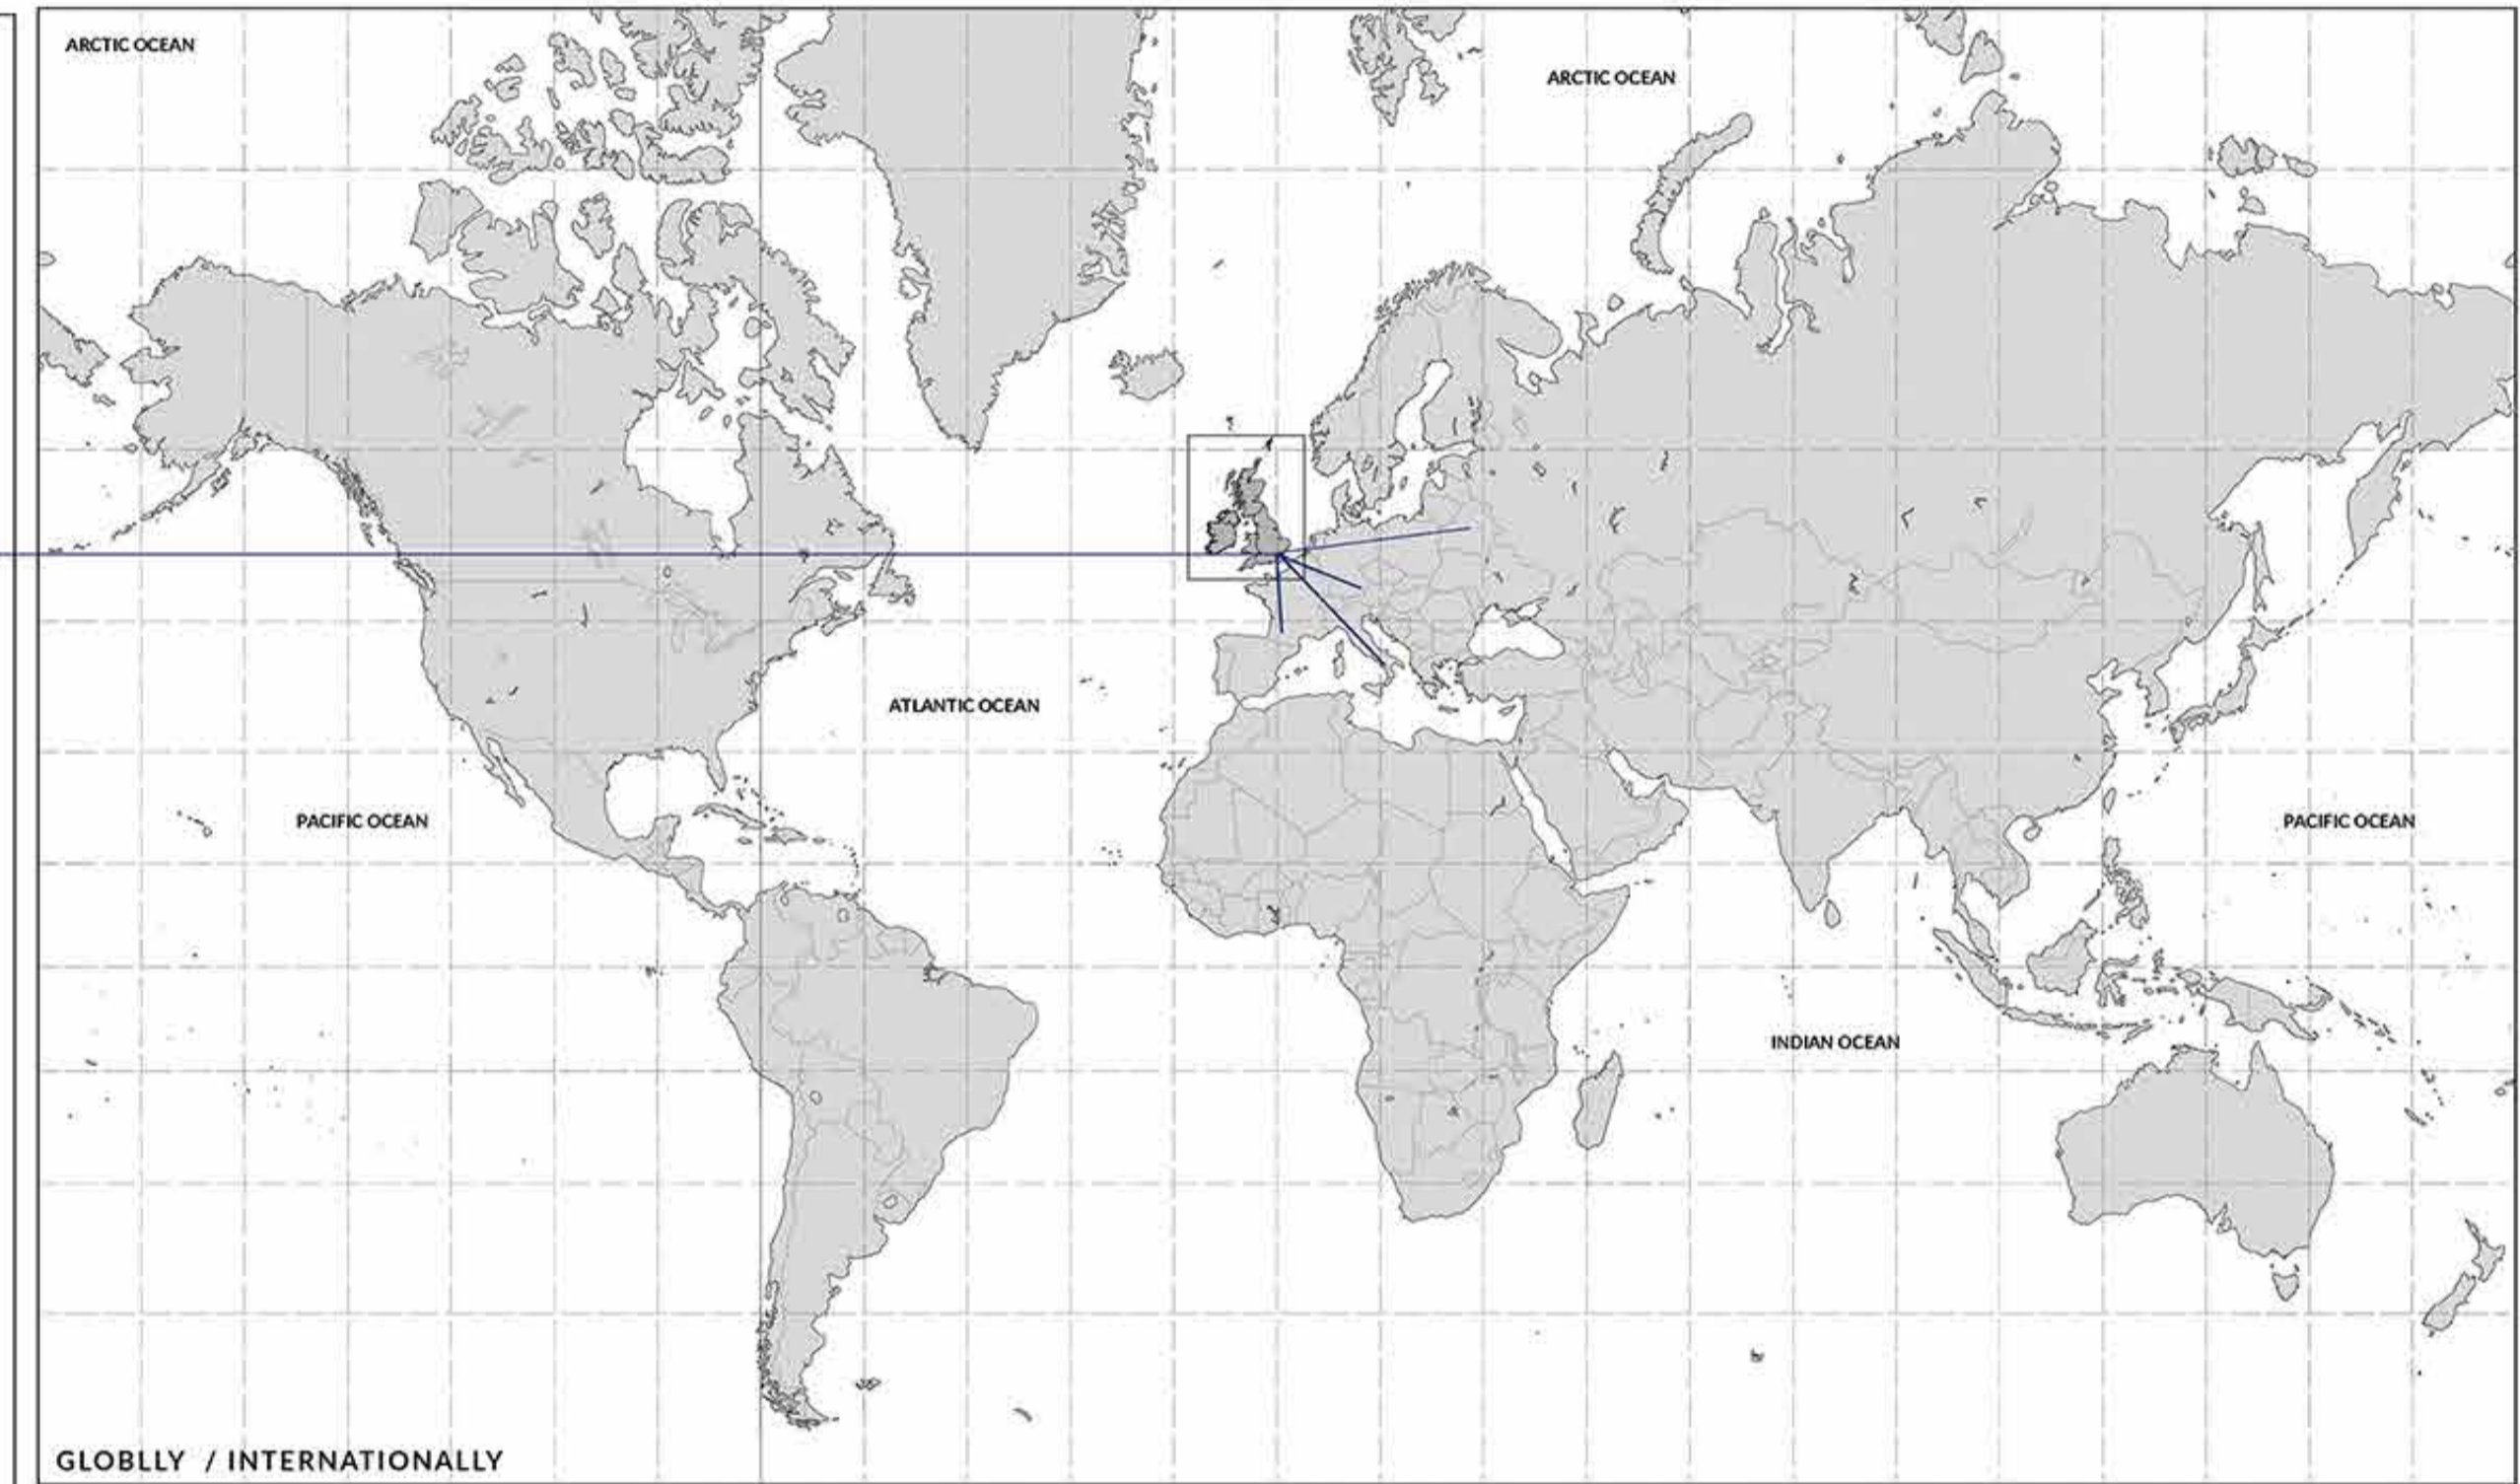 ARCTIC OCEAN
ARCTIC OCEAN
ATLANTIC OCEAN
PACIFIC OCEAN
PACIFIC OCEAN
INDIAN OCEAN
GLOBLLY / INTERNATIONALLY